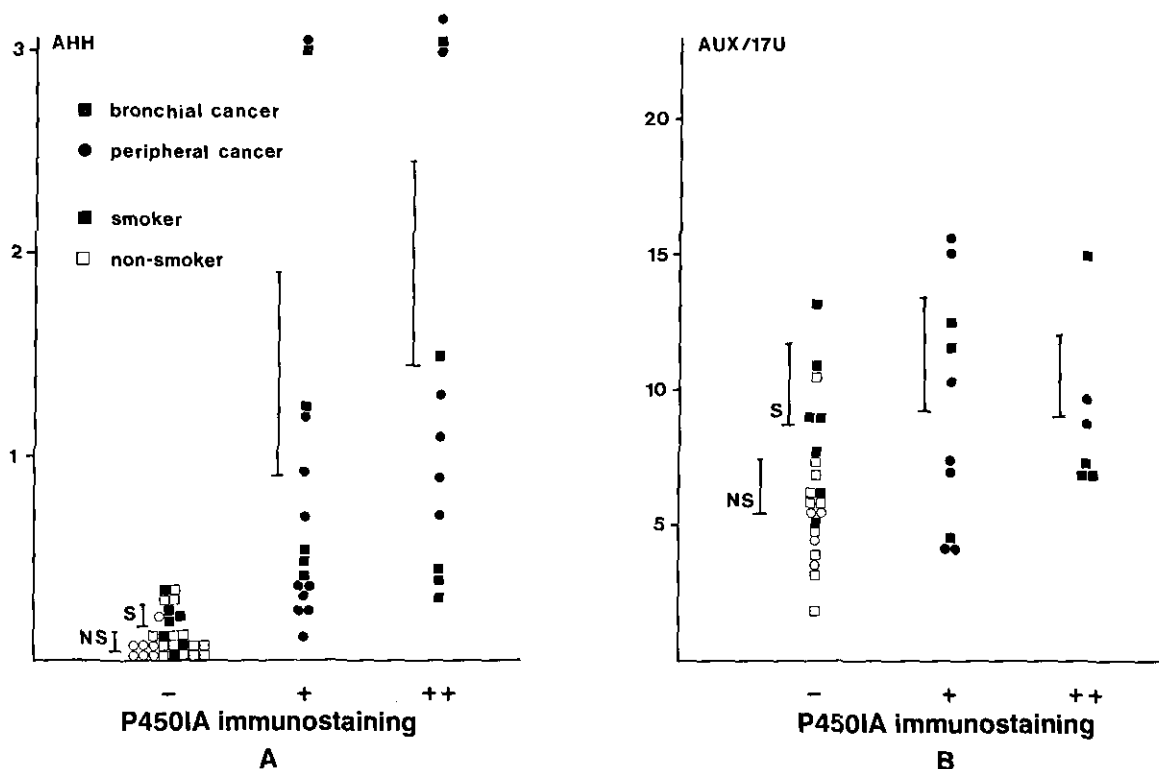 AHH
3
2
1
bronchial cancer
peripheral cancer
smoker
non-smoker
S
NS
- + ++
P450IA immunostaining
A
AUX/17U
20
15
10
5
S
NS
- + ++
P450IA immunostaining
B